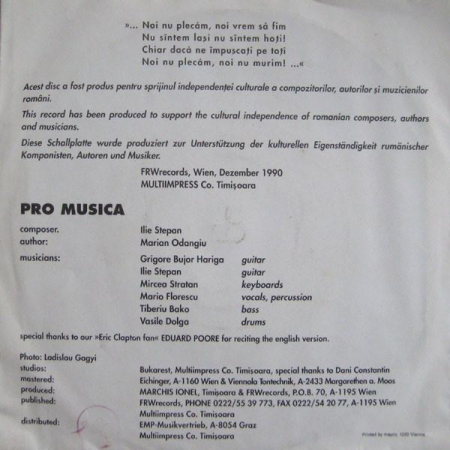 »... Noi nu plecăm, noi vrem să fim
Nu sîntem lași nu sîntem hoți!
Chiar dacă ne împușcați pe toți
Noi nu plecăm, noi nu murim! ...«
Acest disc a fost produs pentru sprijinul independenței culturale a compozitorilor, autorilor și muzicienilor
români.
This record has been produced to support the cultural independence of romanian composers, authors
and musicians.
Diese Schallplatte wurde produziert zur Unterstützung der kulturellen Eigenständigkeit rumänischer
Komponisten, Autoren und Musiker.
FRWrecords, Wien, Dezember 1990
MULTIIMPRESS Co. Timișoara
PRO MUSICA
composer. Ilie Stepan
author: Marian Odangiu
musicians: Grigore Bujor Hariga guitar
Ilie Stepan guitar
Mircea Stratan keyboards
Mario Florescu vocals, percussion
Tiberiu Bako bass
Vasile Dolga drums
special thanks to our »Eric Clapton fan« EDUARD POORE for reciting the english version.
Photo: Ladislau Gagyi
studios: Bukarest, Multiimpress Co. Timișoara, special thanks to Dani Constantin
mastered: Eichinger, A-1160 Wien & Viennola Tontechnik, A-2433 Margarethen a. Moos
produced: MARCHIS IONEL, Timișoara & FRWrecords, P.O.B. 70, A-1195 Wien
published: FRWrecords, PHONE 0222/55 39 773, FAX 0222/54 20 77, A-1195 Wien
Multiimpress Co. Timisoara
distributed: EMP-Musikvertrieb, A-8054 Graz
Multiimpress Co. Timisoara
Printed by